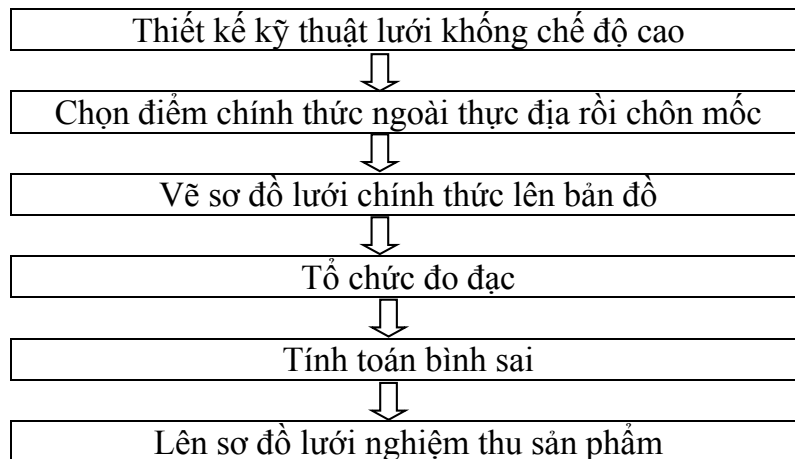 Thiết kế kỹ thuật lưới khống chế độ cao
Chọn điểm chính thức ngoài thực địa rồi chôn mốc
Vẽ sơ đồ lưới chính thức lên bản đồ
Tổ chức đo đạc
Tính toán bình sai
Lên sơ đồ lưới nghiệm thu sản phẩm